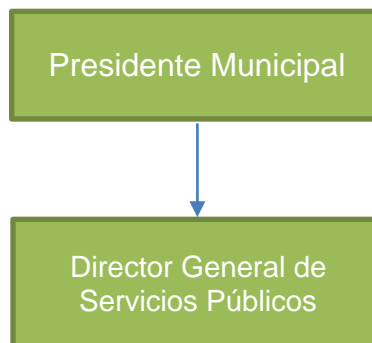 Presidente Municipal
Director General de
Servicios Públicos